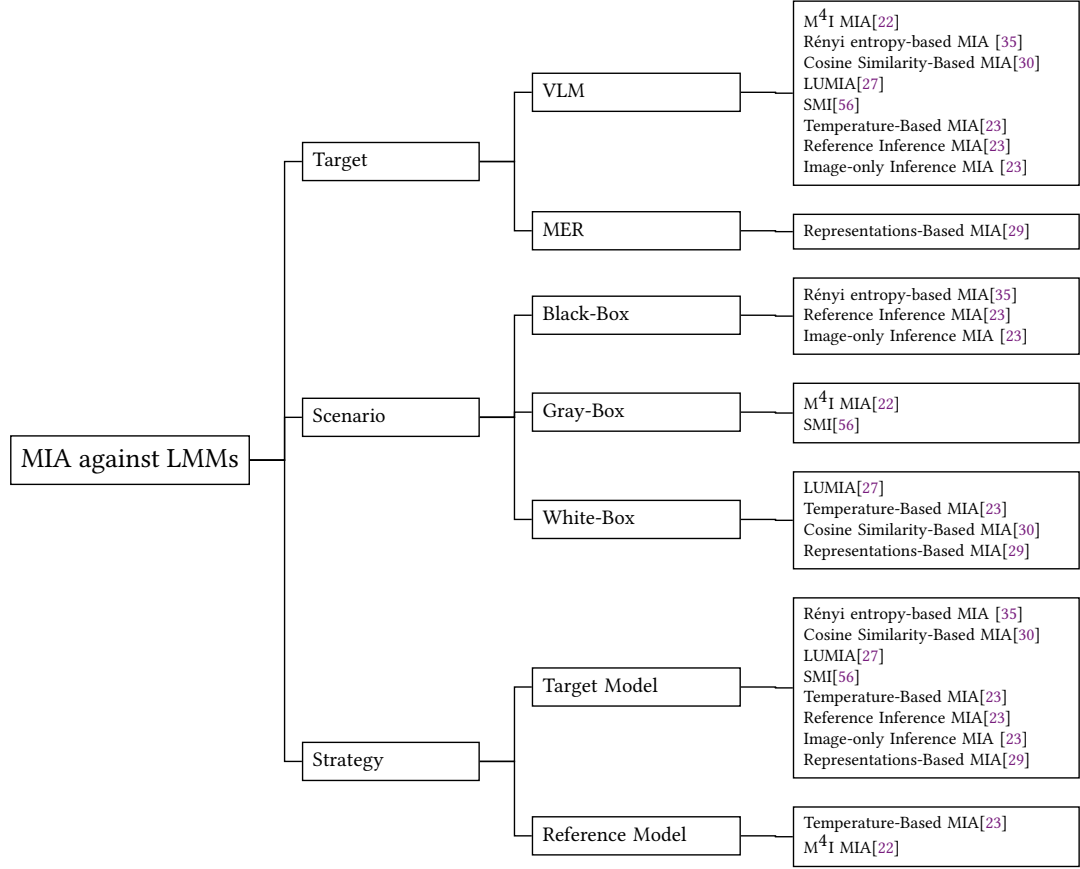 MIA against LMMs
Target
VLM
M⁴I MIA[22]
Rényi entropy-based MIA [35]
Cosine Similarity-Based MIA[30]
LUMIA[27]
SMI[56]
Temperature-Based MIA[23]
Reference Inference MIA[23]
Image-only Inference MIA [23]
MER
Representations-Based MIA[29]
Scenario
Black-Box
Rényi entropy-based MIA[35]
Reference Inference MIA[23]
Image-only Inference MIA [23]
Gray-Box
M⁴I MIA[22]
SMI[56]
White-Box
LUMIA[27]
Temperature-Based MIA[23]
Cosine Similarity-Based MIA[30]
Representations-Based MIA[29]
Strategy
Target Model
Rényi entropy-based MIA [35]
Cosine Similarity-Based MIA[30]
LUMIA[27]
SMI[56]
Temperature-Based MIA[23]
Reference Inference MIA[23]
Image-only Inference MIA [23]
Representations-Based MIA[29]
Reference Model
Temperature-Based MIA[23]
M⁴I MIA[22]